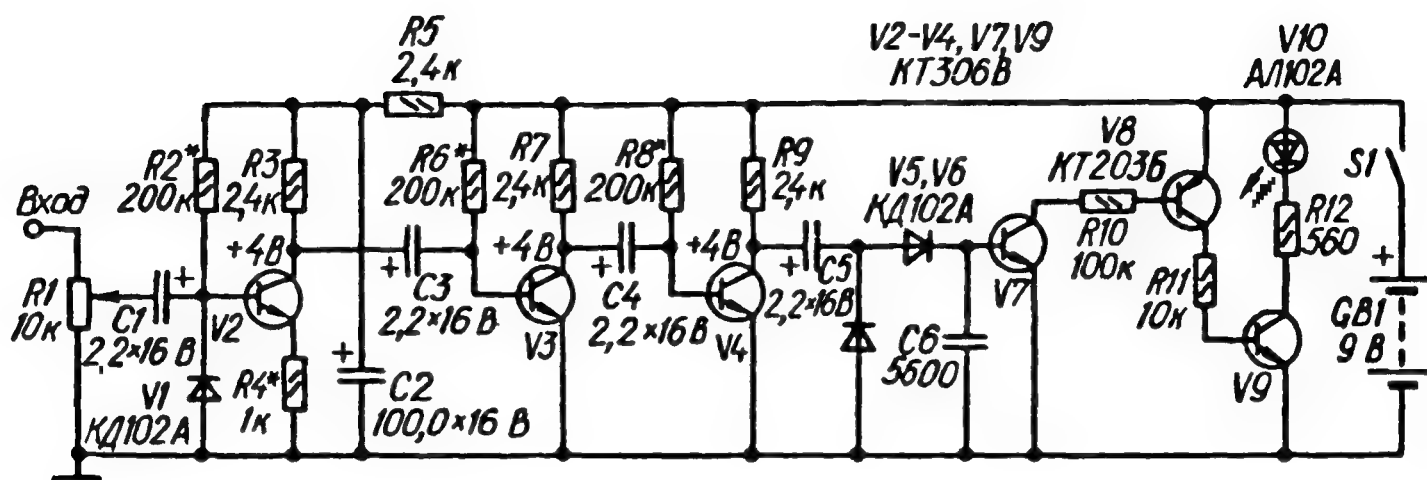 R5
2,4к
V2-V4, V7, V9
КТ306В
V10
АЛ102А
Вход
R2*
200к
R3
2,4к
R6*
200к
R7
2,4к
R8*
200к
R9
2,4к
V5, V6
КД102А
V8
КТ203Б
S1
R1
10к
C1
2,2×16 В
+
+4В
V2
+
C3
2,2×16 В
+4В
V3
+
C4
2,2×16 В
+4В
V4
+
C5
2,2×16В
V7
R10
100к
R11
10к
R12
560
V1
КД102А
R4*
1к
+
C2
100,0×16 В
C6
5600
V9
+
GB1
9 В